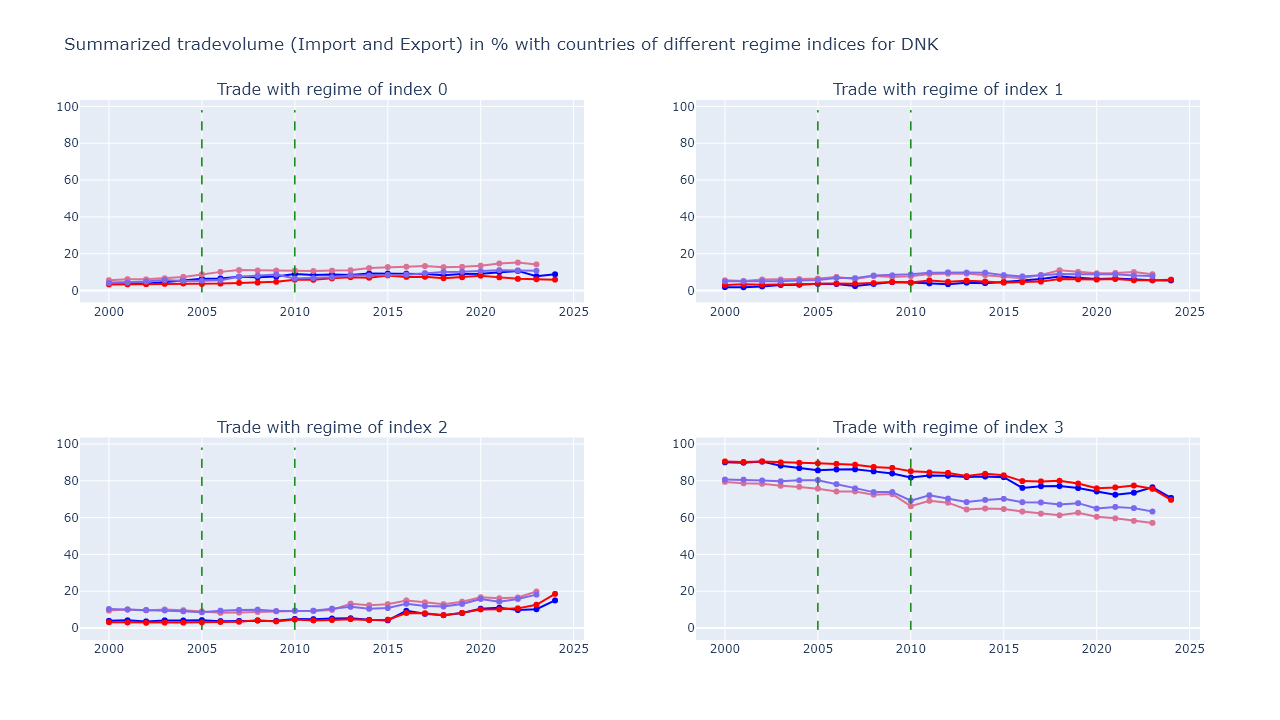 Summarized tradevolume (Import and Export) in % with countries of different regime indices for DNK
Trade with regime of index 0
100
80
60
40
20
0
2000 2005 2010 2015 2020 2025
Trade with regime of index 1
100
80
60
40
20
0
2000 2005 2010 2015 2020 2025
Trade with regime of index 2
100
80
60
40
20
0
2000 2005 2010 2015 2020 2025
Trade with regime of index 3
100
80
60
40
20
0
2000 2005 2010 2015 2020 2025